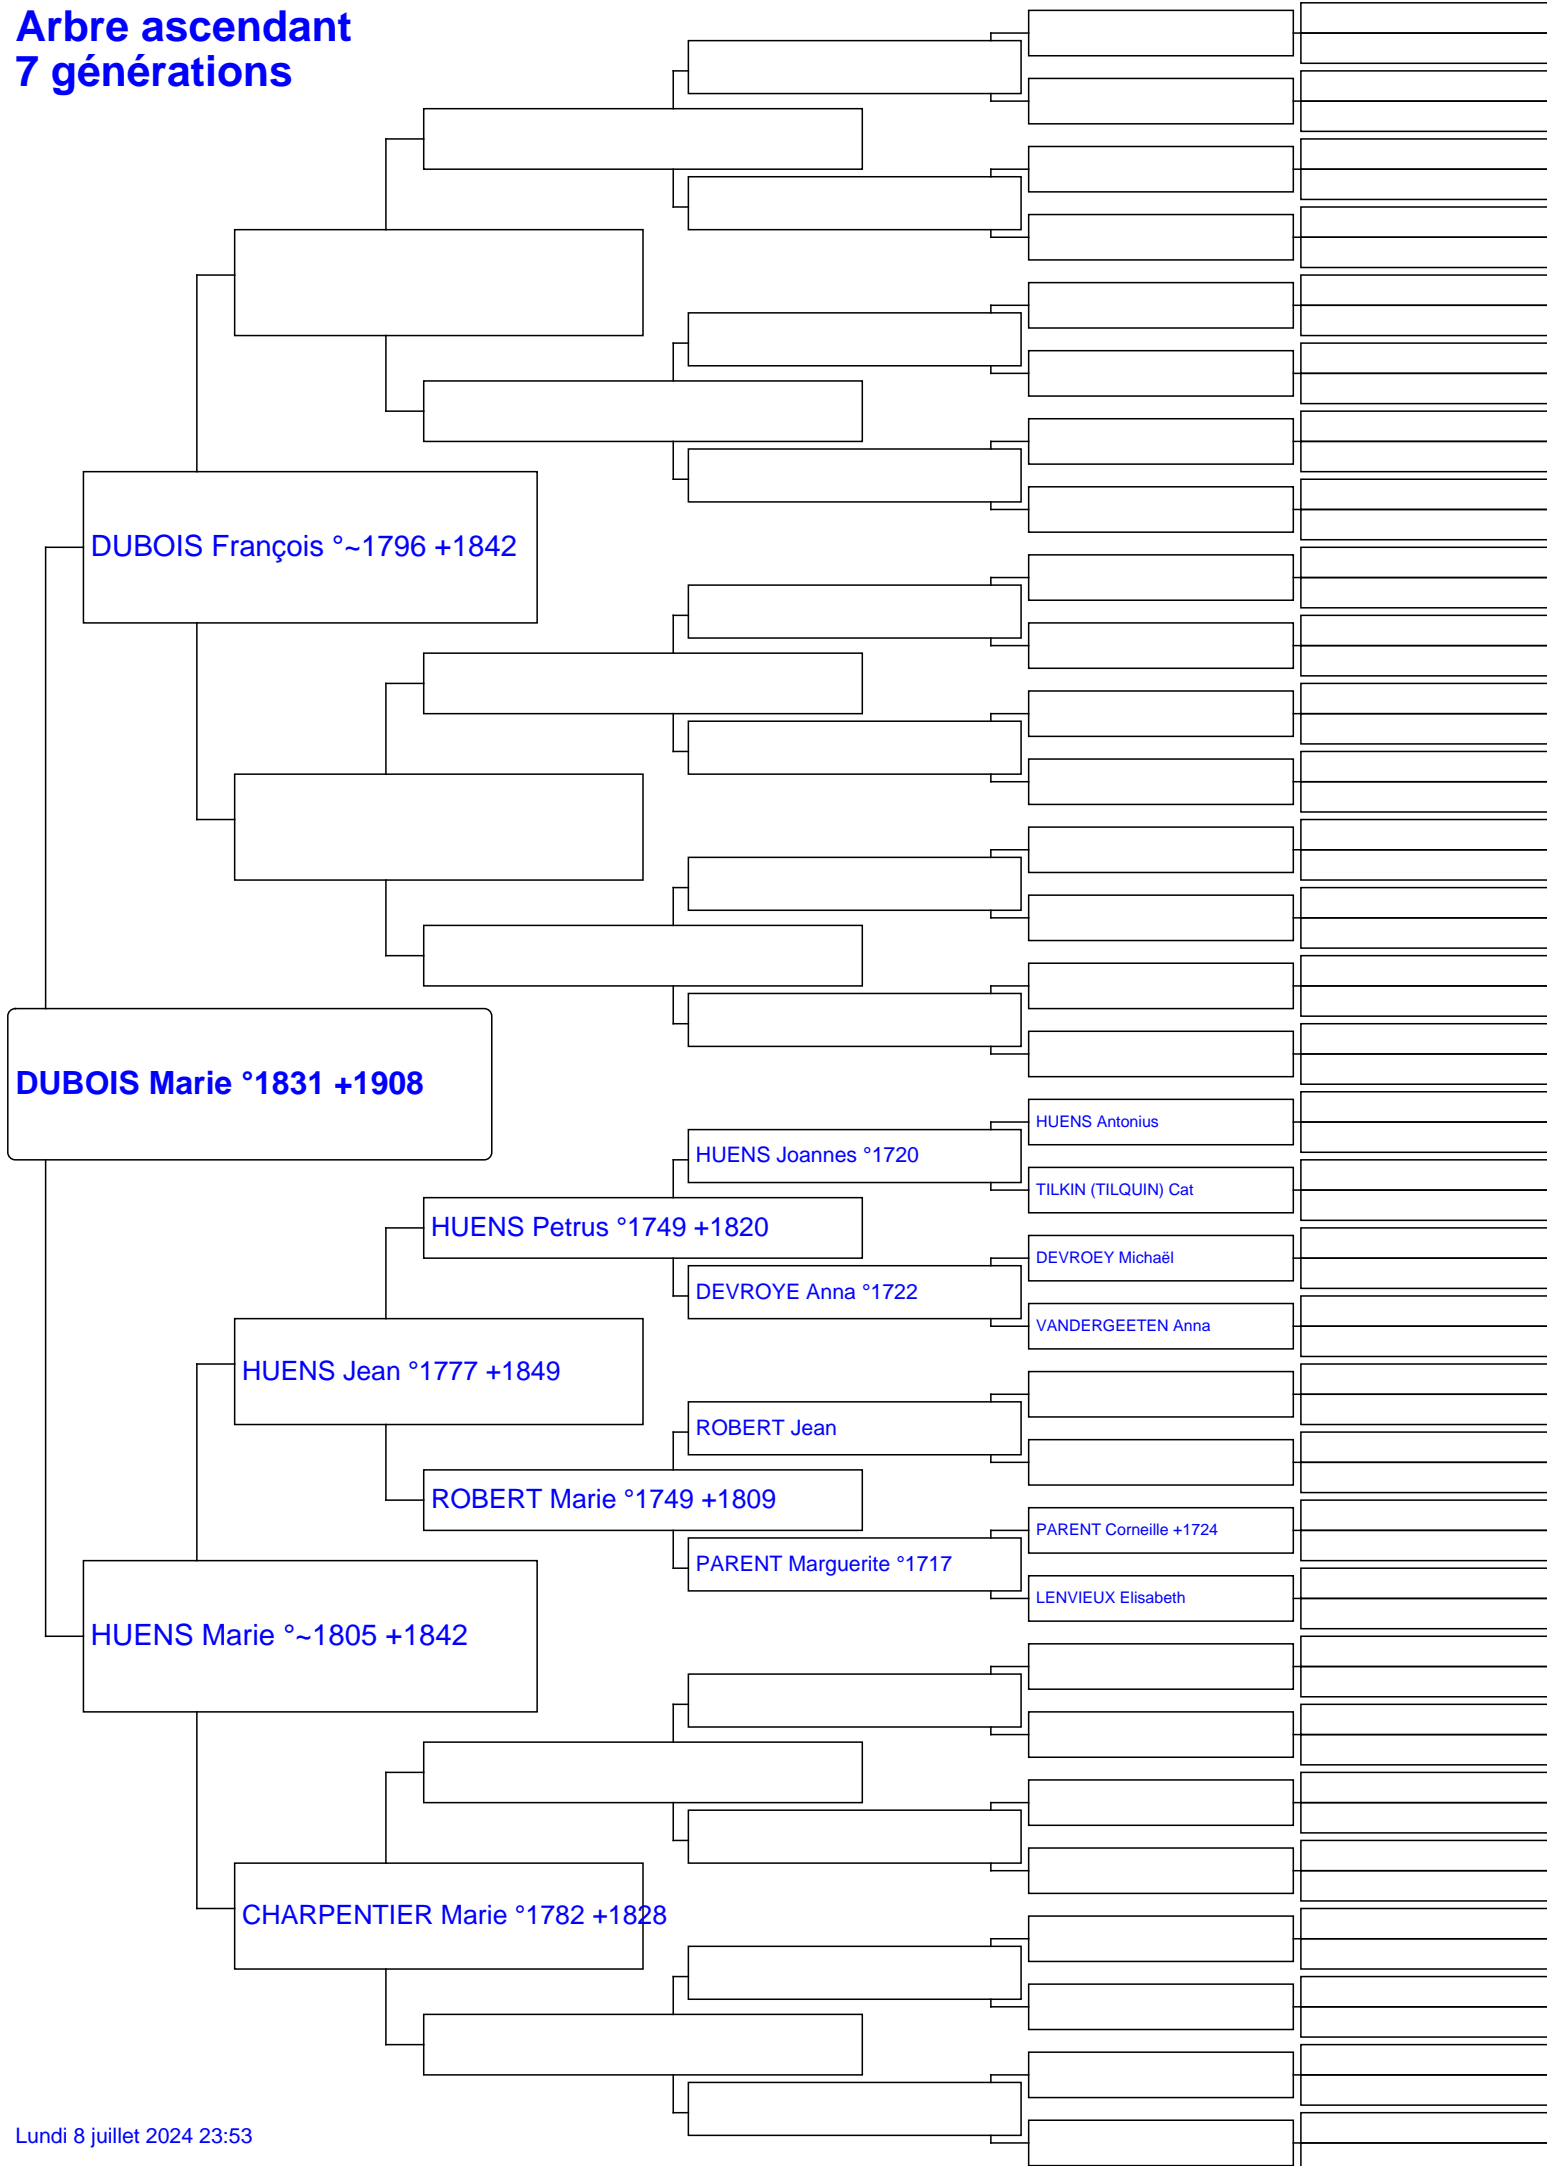 Arbre ascendant
7 générations
DUBOIS François °~1796 +1842
DUBOIS Marie °1831 +1908
HUENS Antonius
HUENS Joannes °1720
TILKIN (TILQUIN) Cat
HUENS Petrus °1749 +1820
DEVROEY Michaël
DEVROYE Anna °1722
VANDERGEETEN Anna
HUENS Jean °1777 +1849
ROBERT Jean
ROBERT Marie °1749 +1809
PARENT Corneille +1724
PARENT Marguerite °1717
LENVIEUX Elisabeth
HUENS Marie °~1805 +1842
CHARPENTIER Marie °1782 +1828
Lundi 8 juillet 2024 23:53